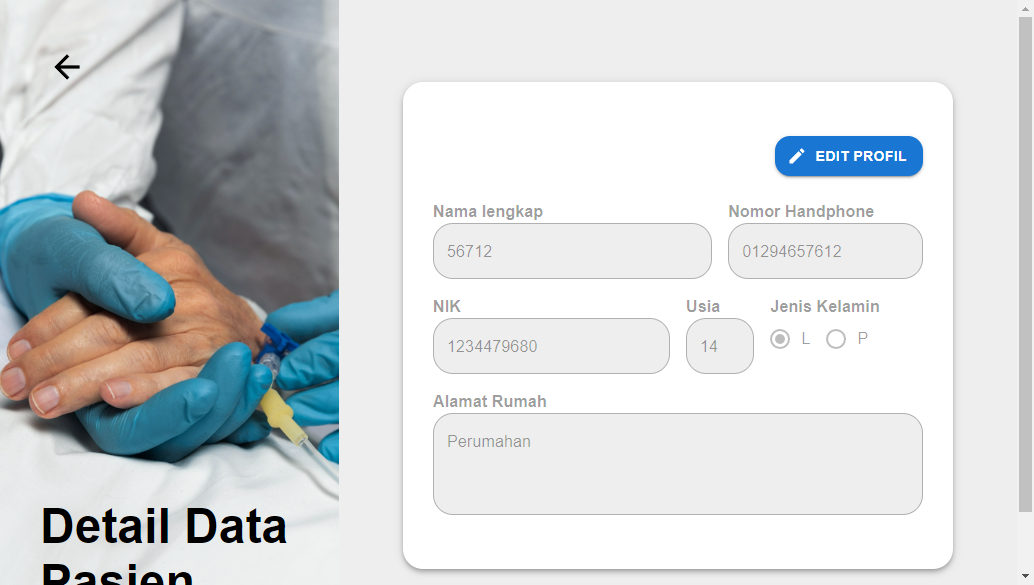 EDIT PROFIL
Nama lengkap
Nomor Handphone
56712
01294657612
NIK
Usia
Jenis Kelamin
1234479680
14
L
P
Alamat Rumah
Perumahan
Detail Data
Pasien